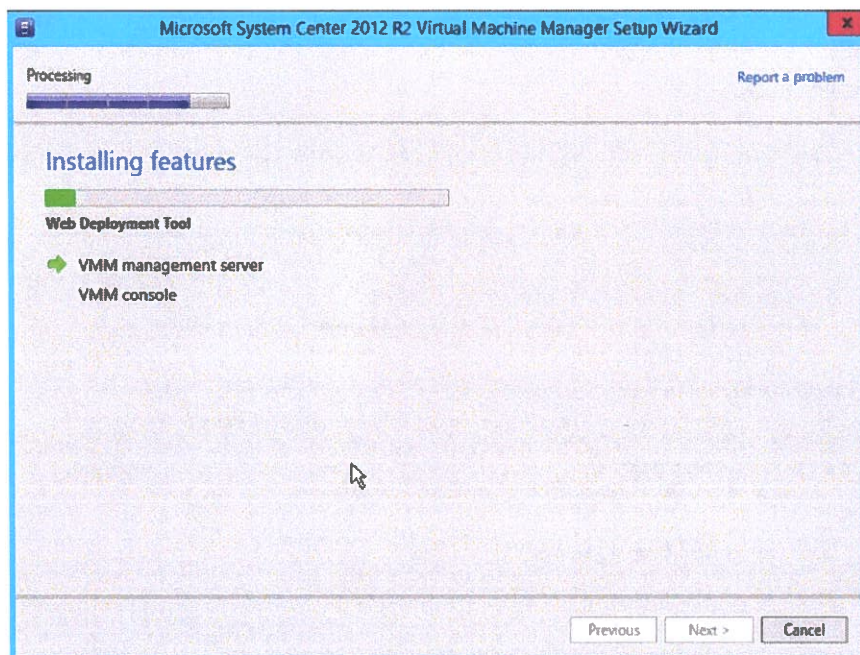 Microsoft System Center 2012 R2 Virtual Machine Manager Setup Wizard
x
Processing
Report a problem
Installing features
Web Deployment Tool
VMM management server
VMM console
Previous
Next >
Cancel